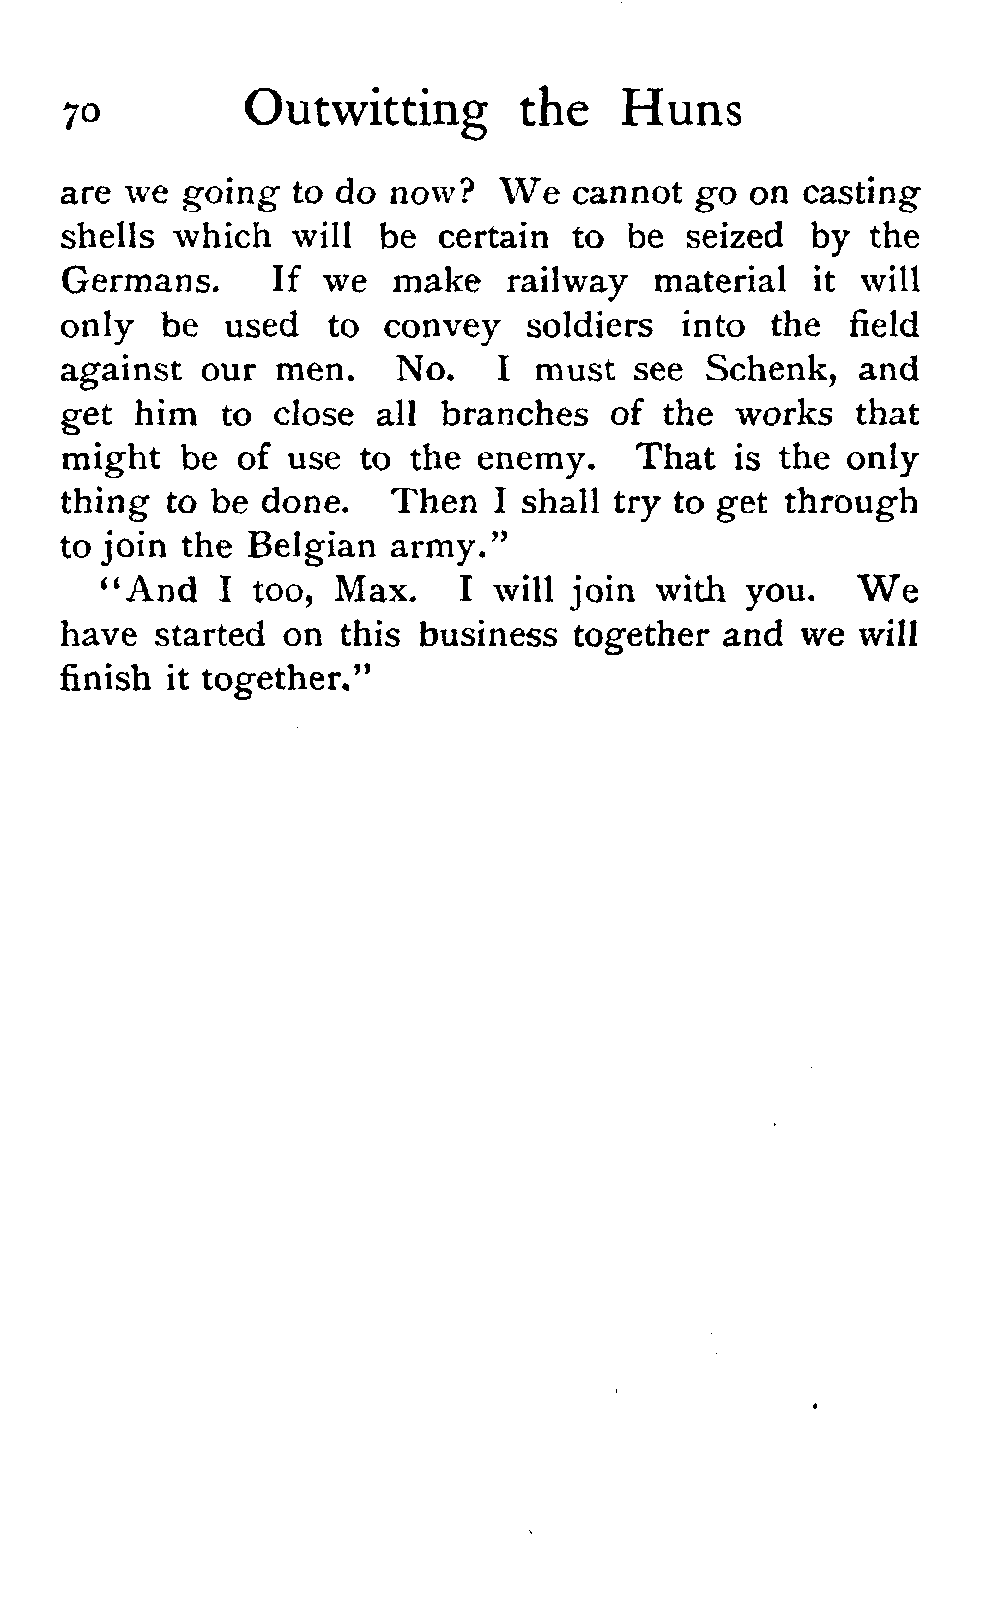 70 Outwitting the Huns
are we going to do now? We cannot go on casting
shells which will be certain to be seized by the
Germans. If we make railway material it will
only be used to convey soldiers into the field
against our men. No. I must see Schenk, and
get him to close all branches of the works that
might be of use to the enemy. That is the only
thing to be done. Then I shall try to get through
to join the Belgian army."
"And I too, Max. I will join with you. We
have started on this business together and we will
finish it together."